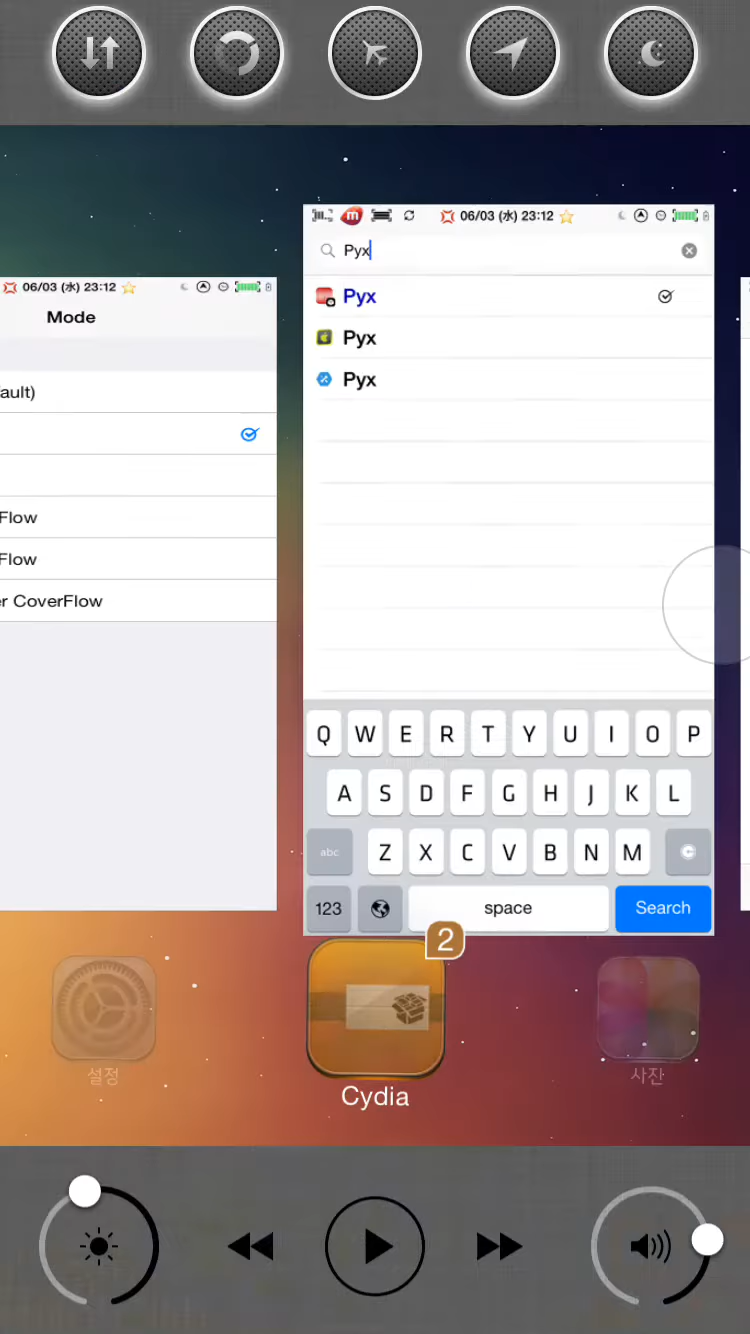 06/03 (水) 23:12
Mode
ault)
Flow
Flow
r CoverFlow
m 06/03 (水) 23:12
Pyx
Pyx
Pyx
Pyx
Q W E R T Y U I O P
A S D F G H J K L
abc Z X C V B N M
123 space Search
2
설정
Cydia
사진